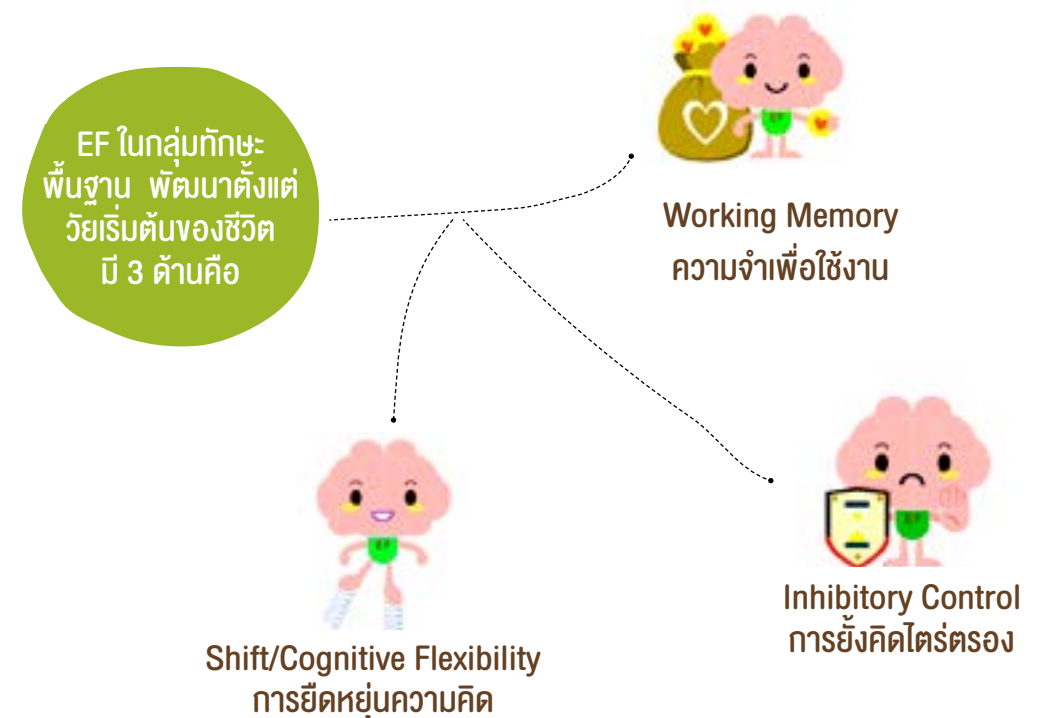 EF ในกลุ่มทักษะ
พื้นฐาน พัฒนาตั้งแต่
วัยเริ่มต้นของชีวิต
มี 3 ด้านคือ
Working Memory
ความจำเพื่อใช้งาน
EF
Inhibitory Control
การยั้งคิดไตร่ตรอง
EF
Shift/Cognitive Flexibility
การยืดหยุ่นความคิด
EF